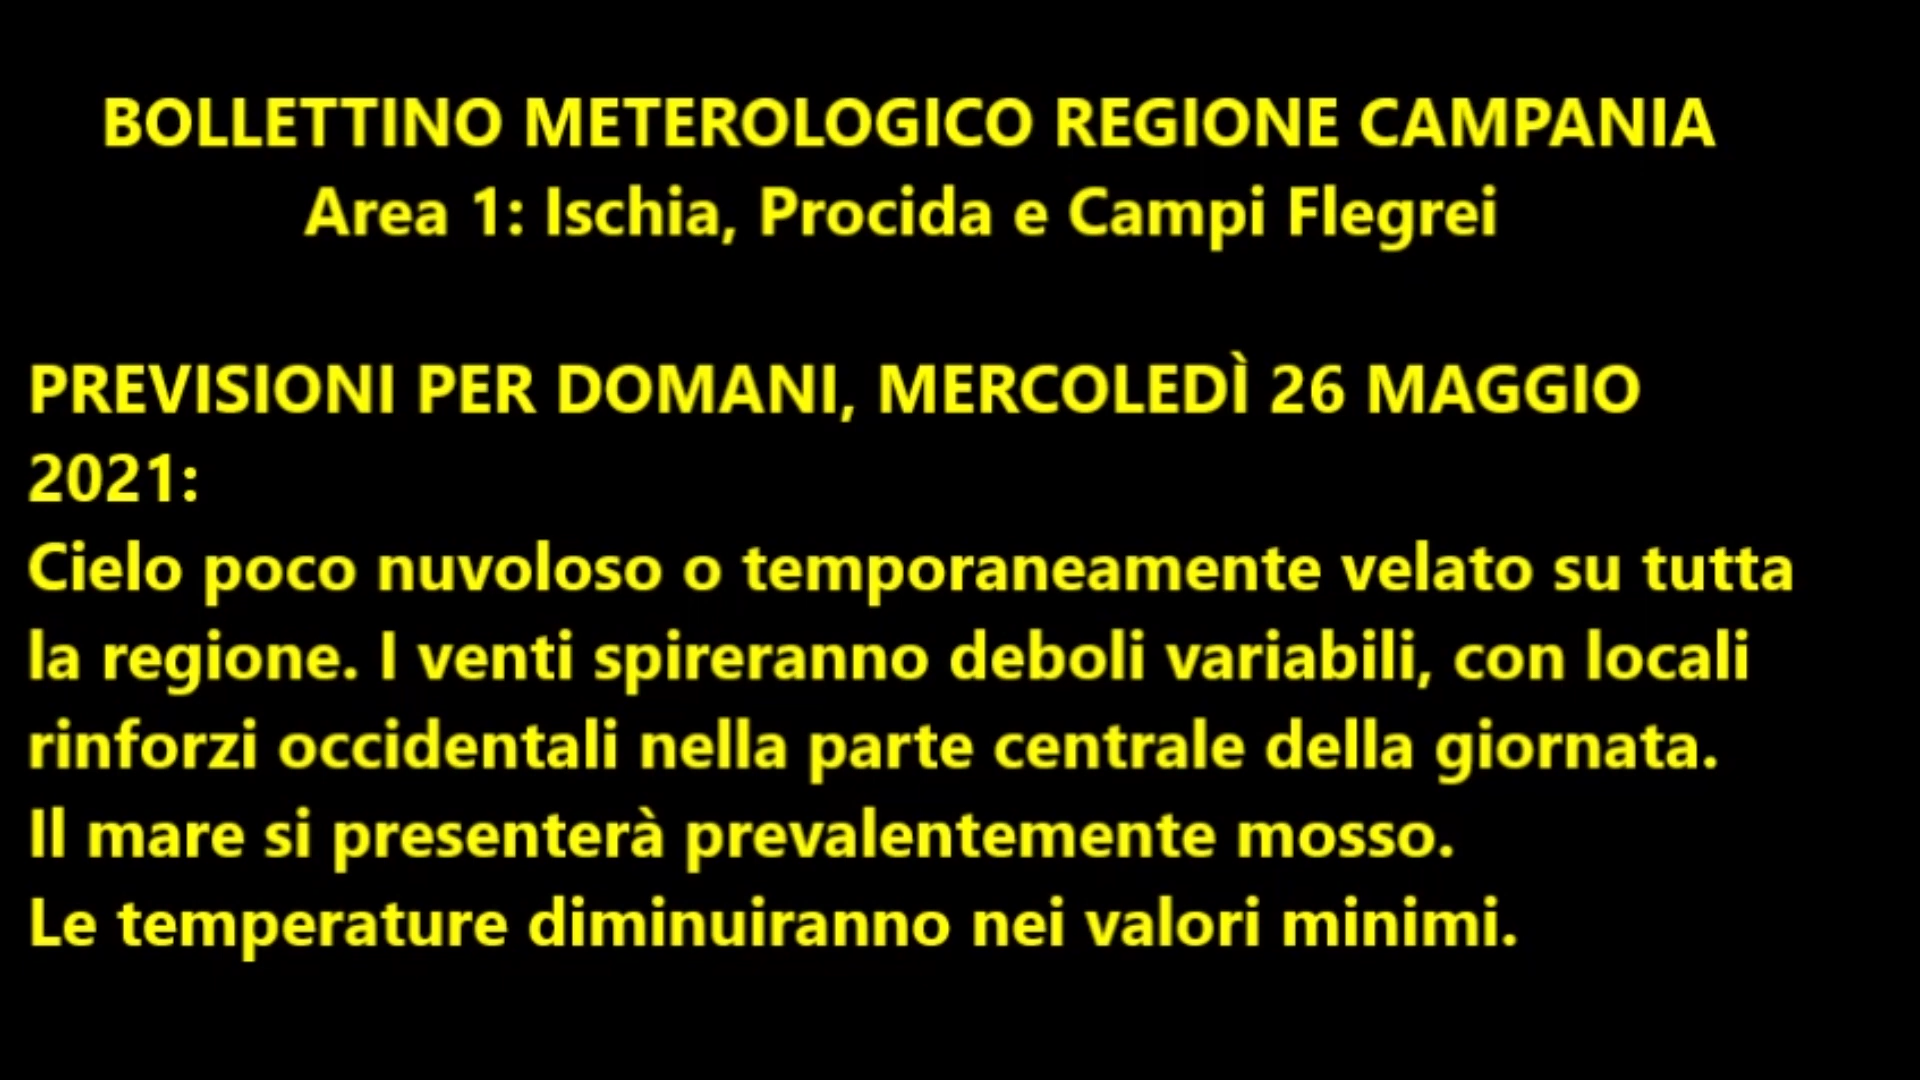 BOLLETTINO METEROLOGICO REGIONE CAMPANIA
Area 1: Ischia, Procida e Campi Flegrei
PREVISIONI PER DOMANI, MERCOLEDÌ 26 MAGGIO
2021:
Cielo poco nuvoloso o temporaneamente velato su tutta
la regione. I venti spireranno deboli variabili, con locali
rinforzi occidentali nella parte centrale della giornata.
Il mare si presenterà prevalentemente mosso.
Le temperature diminuiranno nei valori minimi.